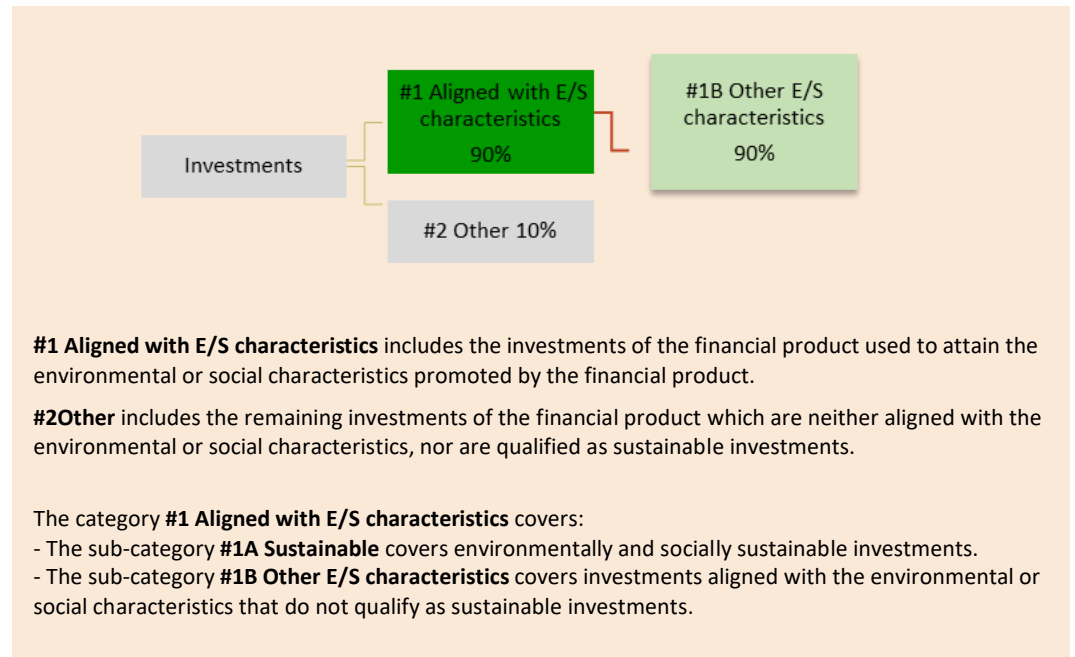 #1 Aligned with E/S
characteristics
90%
#1B Other E/S
characteristics
90%
Investments
#2 Other 10%
#1 Aligned with E/S characteristics includes the investments of the financial product used to attain the
environmental or social characteristics promoted by the financial product.
#2Other includes the remaining investments of the financial product which are neither aligned with the
environmental or social characteristics, nor are qualified as sustainable investments.
The category #1 Aligned with E/S characteristics covers:
- The sub-category #1A Sustainable covers environmentally and socially sustainable investments.
- The sub-category #1B Other E/S characteristics covers investments aligned with the environmental or
social characteristics that do not qualify as sustainable investments.